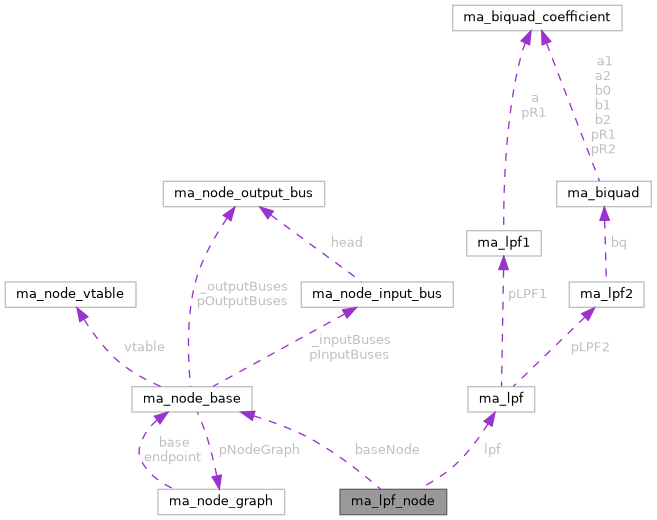 ma_biquad_coefficient
a
pR1
a1
a2
b0
b1
b2
pR1
pR2
ma_node_output_bus
ma_biquad
head
ma_lpf1
bq
_outputBuses
pOutputBuses
ma_node_vtable
ma_node_input_bus
pLPF1
ma_lpf2
vtable
_inputBuses
pInputBuses
pLPF2
ma_node_base
ma_lpf
base
endpoint
pNodeGraph
baseNode
lpf
ma_node_graph
ma_lpf_node